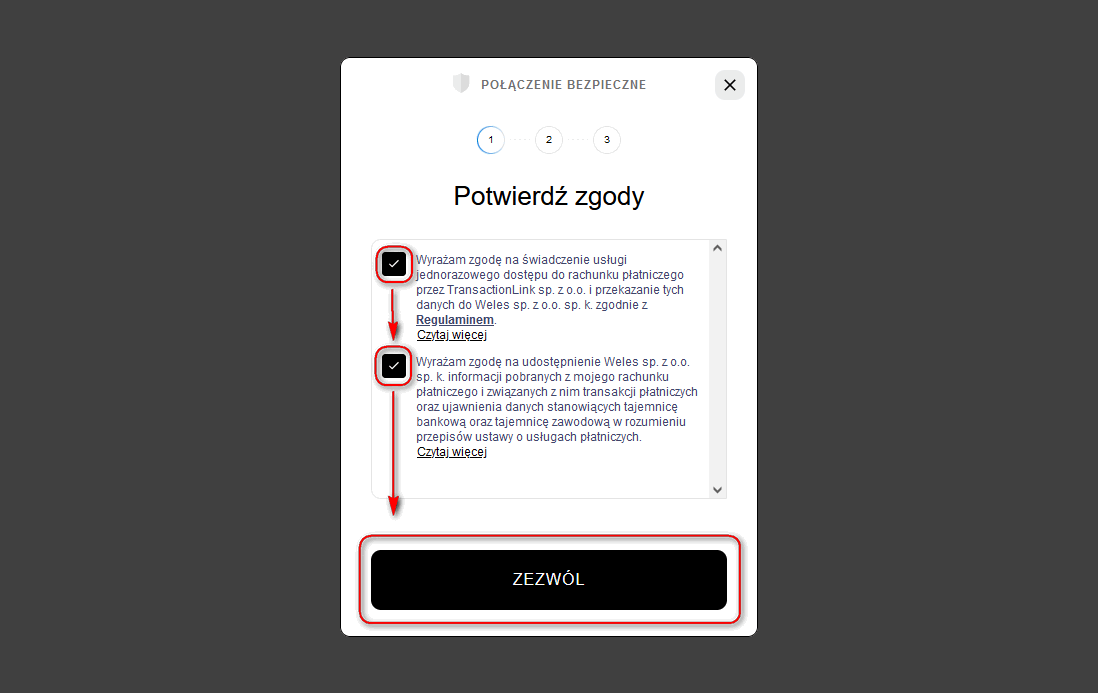 POŁĄCZENIE BEZPIECZNE
1 2 3
Potwierdź zgody
Wyrażam zgodę na świadczenie usługi
jednorazowego dostępu do rachunku płatniczego
przez TransactionLink sp. z o.o. i przekazanie tych
danych do Weles sp. z o.o. sp. k. zgodnie z
Regulaminem.
Czytaj więcej
Wyrażam zgodę na udostępnienie Weles sp. z o.o.
sp. k. informacji pobranych z mojego rachunku
płatniczego i związanych z nim transakcji płatniczych
oraz ujawnienia danych stanowiących tajemnicę
bankową oraz tajemnicę zawodową w rozumieniu
przepisów ustawy o usługach płatniczych.
Czytaj więcej
ZEZWÓL